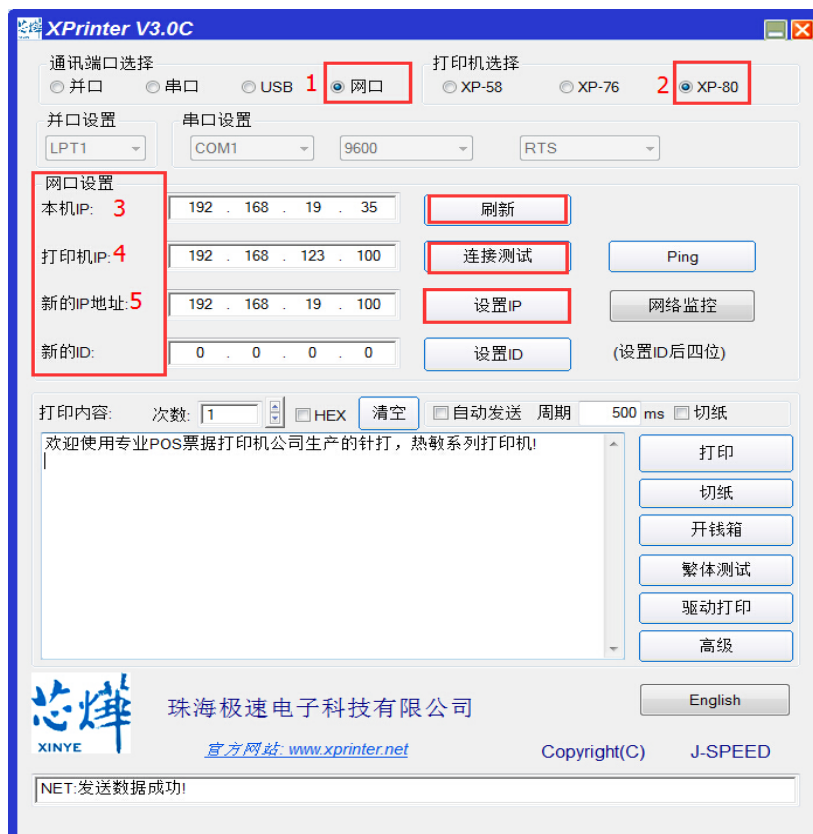 XPrinter V3.0C
通讯端口选择 打印机选择
并口 串口 USB 1 网口 XP-58 XP-76 2 XP-80
并口设置 串口设置
LPT1 COM1 9600 RTS
网口设置
本机IP: 3 192 . 168 . 19 . 35 刷新
打印机IP: 4 192 . 168 . 123 . 100 连接测试 Ping
新的IP地址: 5 192 . 168 . 19 . 100 设置IP 网络监控
新的ID: 0 . 0 . 0 . 0 设置ID (设置ID后四位)
打印内容: 次数: 1 HEX 清空 自动发送 周期 500 ms 切纸
欢迎使用专业POS票据打印机公司生产的针打，热敏系列打印机!
打印
切纸
开钱箱
繁体测试
驱动打印
高级
芯烨
XINYE
珠海极速电子科技有限公司 English
官方网站: www.xprinter.net Copyright(C) J-SPEED
NET:发送数据成功!